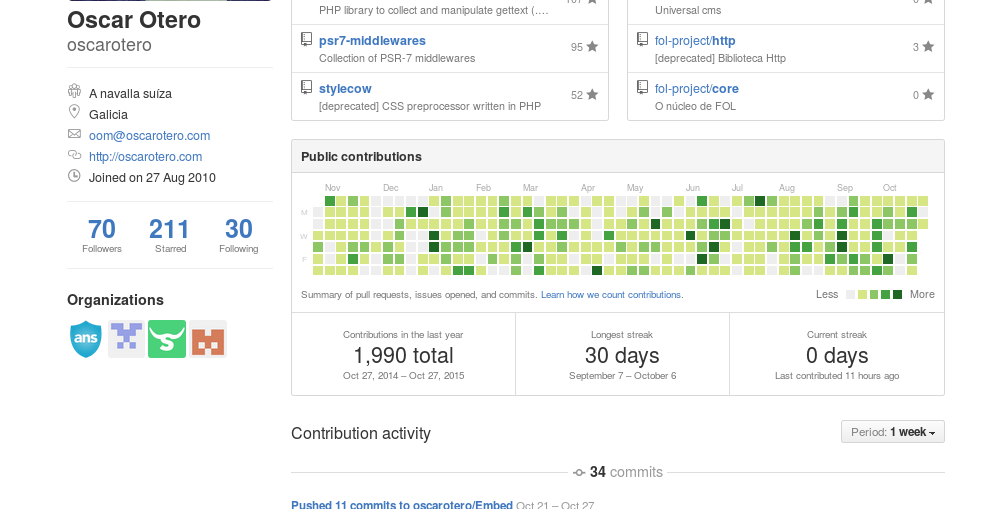 Oscar Otero
oscarotero
A navalla suíza
Galicia
oom@oscarotero.com
http://oscarotero.com
Joined on 27 Aug 2010
70 211 30
Followers Starred Following
Organizations
ans
PHP library to collect and manipulate gettext (.…
psr7-middlewares 95
Collection of PSR-7 middlewares
stylecow 52
[deprecated] CSS preprocessor written in PHP
Universal cms
fol-project/http 3
[deprecated] Biblioteca Http
fol-project/core 0
O núcleo de FOL
Public contributions
Nov Dec Jan Feb Mar Apr May Jun Jul Aug Sep Oct
M
W
F
Summary of pull requests, issues opened, and commits. Learn how we count contributions.
Less More
Contributions in the last year
1,990 total
Oct 27, 2014 – Oct 27, 2015
Longest streak
30 days
September 7 – October 6
Current streak
0 days
Last contributed 11 hours ago
Contribution activity
Period: 1 week
34 commits
Pushed 11 commits to oscarotero/Embed Oct 21 – Oct 27